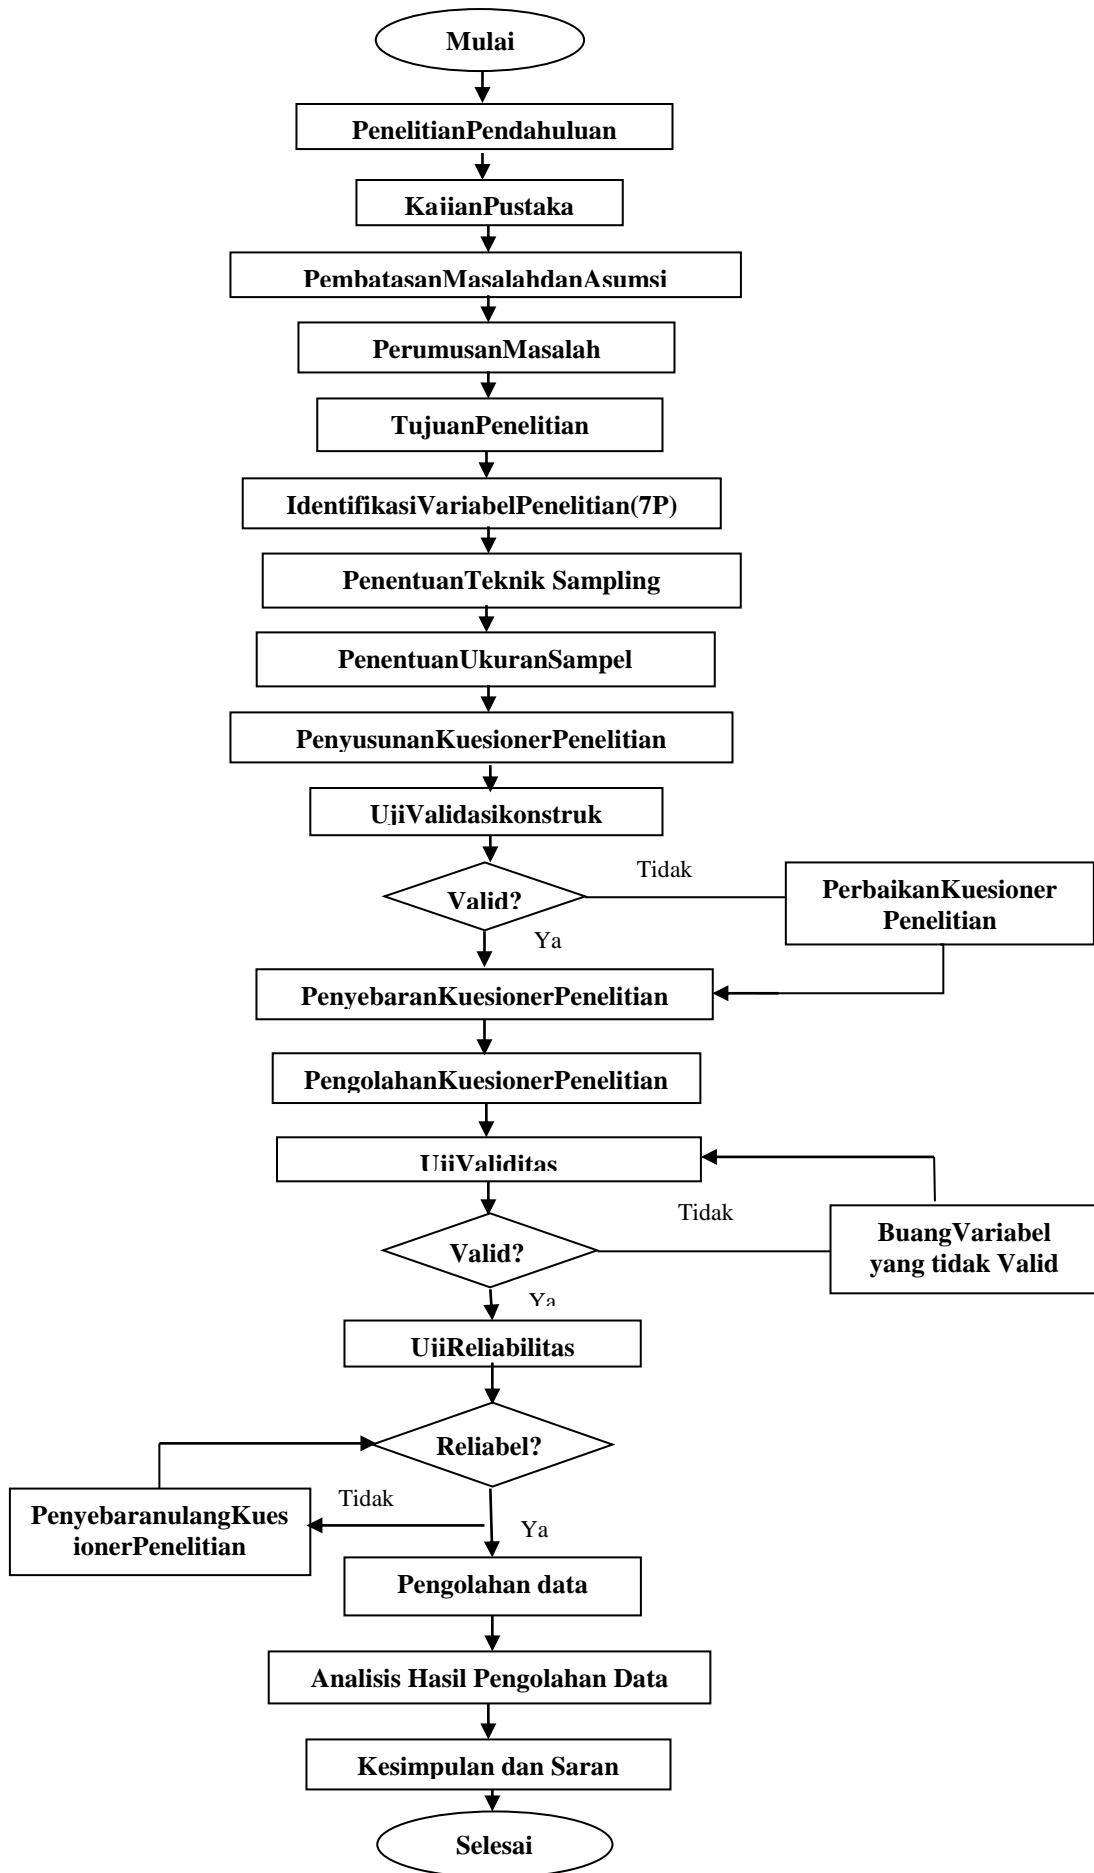 Mulai
PenelitianPendahuluan
KajianPustaka
PembatasanMasalahdanAsumsi
PerumusanMasalah
TujuanPenelitian
IdentifikasiVariabelPenelitian(7P)
PenentuanTeknik Sampling
PenentuanUkuranSampel
PenyusunanKuesionerPenelitian
UjiValidasikonstruk
Valid?
Tidak
PerbaikanKuesioner
Penelitian
Ya
PenyebaranKuesionerPenelitian
PengolahanKuesionerPenelitian
UjiValiditas
Valid?
Tidak
BuangVariabel
yang tidak Valid
Ya
UjiReliabilitas
Reliabel?
Tidak
PenyebaranulangKues
ionerPenelitian
Ya
Pengolahan data
Analisis Hasil Pengolahan Data
Kesimpulan dan Saran
Selesai